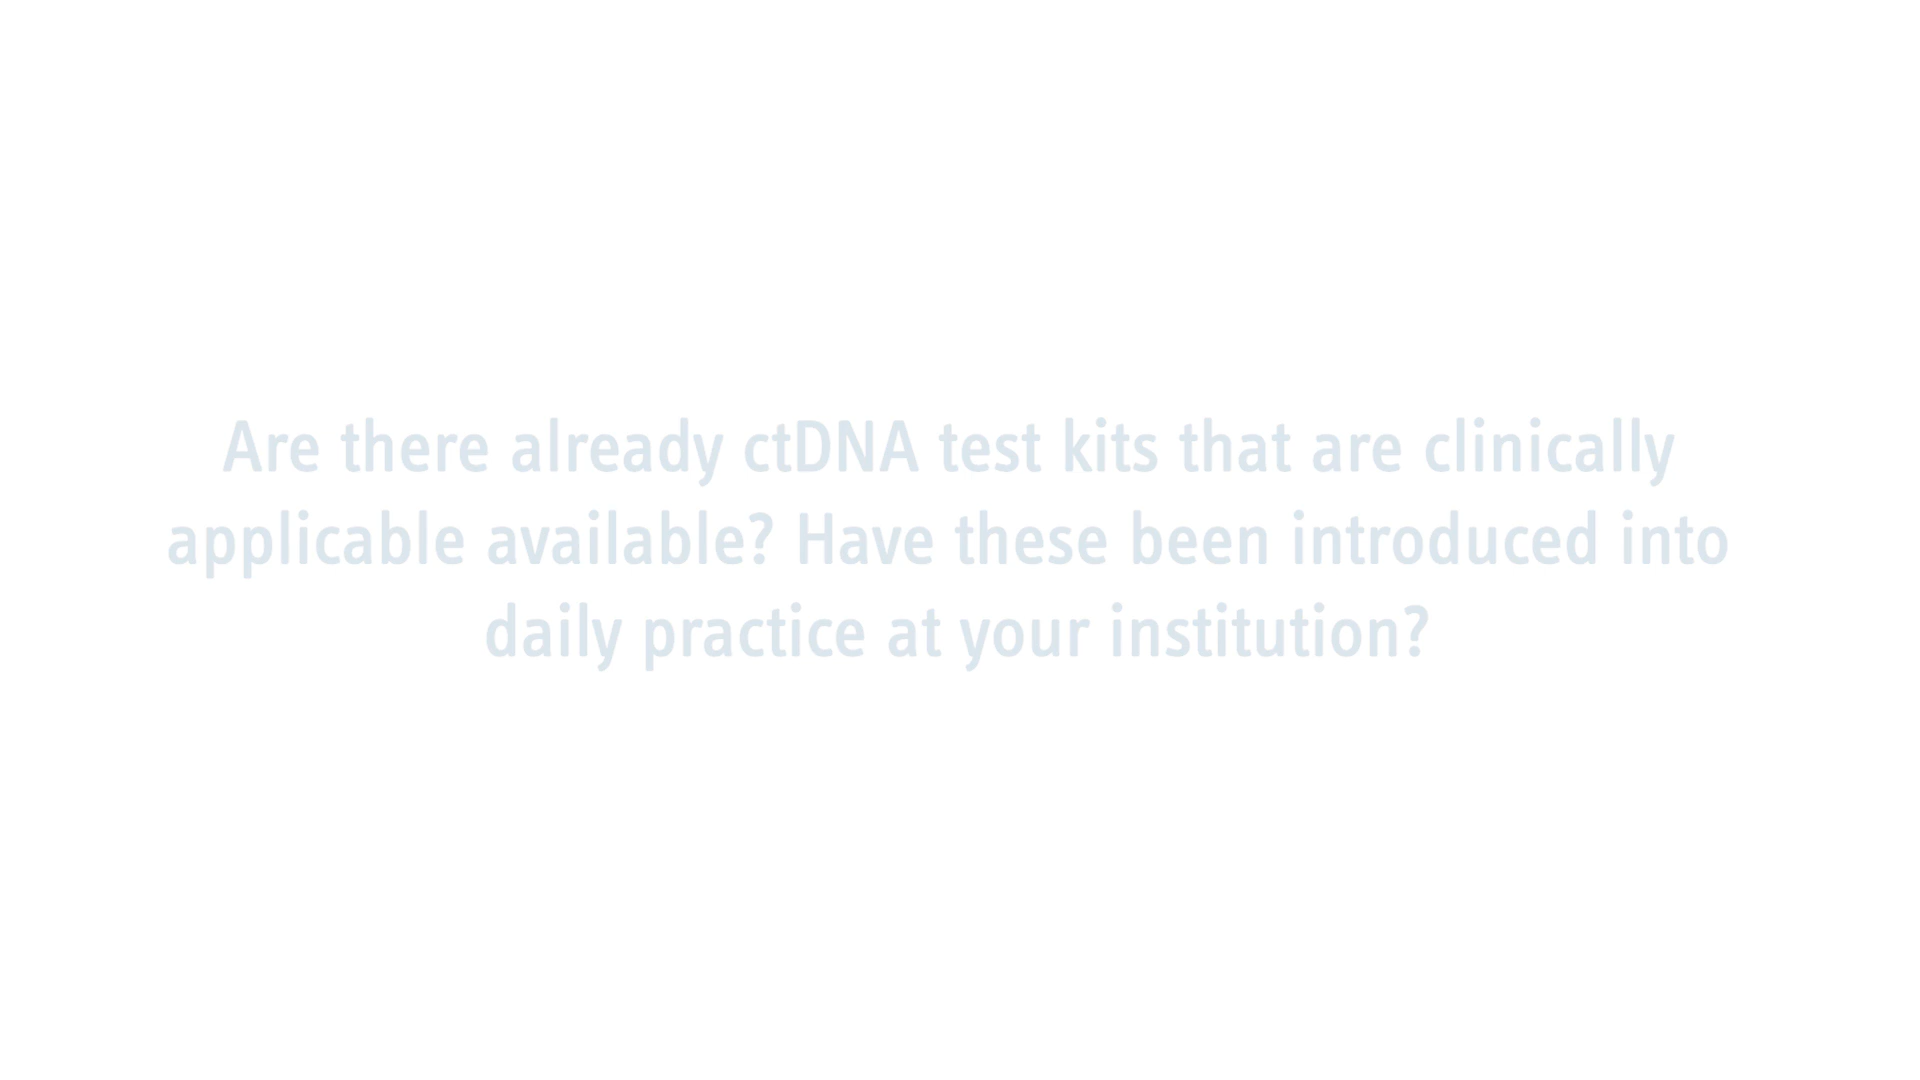 Are there already ctDNA test kits that are clinically
applicable available? Have these been introduced into
daily practice at your institution?